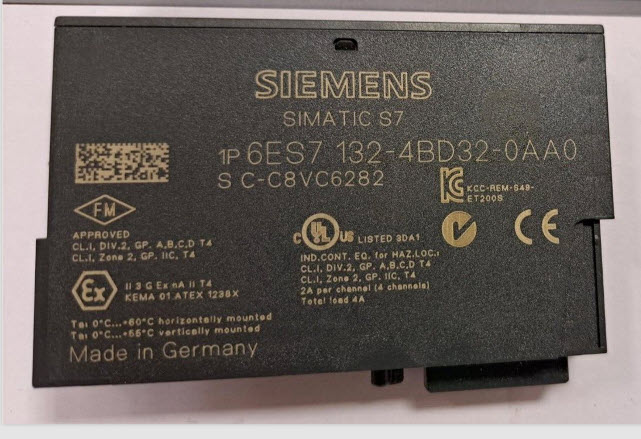 SIEMENS
SIMATIC S7
1P 6ES7 132-4BD32-0AA0
S C-C8VC6282
KCC-REM-S49-
ET200S
FM
APPROVED
CL.I, DIV.2, GP. A,B,C,D T4
CL.I, Zone 2, GP. IIC, T4
C UL US LISTED 3DA1
IND.CONT. EQ. for HAZ.LOC.:
CL.I, DIV.2, GP. A,B,C,D T4
CL.I, Zone 2, GP. IIC, T4
2A per channel (4 channels)
Total load 4A
CE
Ex
II 3 G Ex nA II T4
KEMA 01 ATEX 1238X
Ta: 0°C...+60°C horizontally mounted
Ta: 0°C...+55°C vertically mounted
Made in Germany